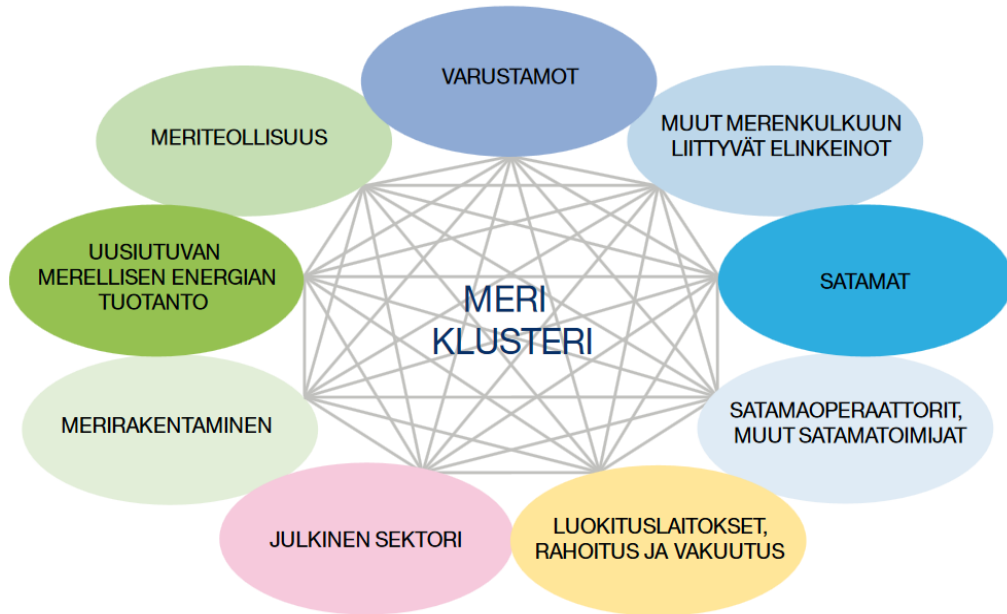 VARUSTAMOT
MERITEOLLISUUS
MUUT MERENKULKUUN
LIITTYVÄT ELINKEINOT
UUSIUTUVAN
MERELLISEN ENERGIAN
TUOTANTO
MERI
KLUSTERI
SATAMAT
MERIRAKENTAMINEN
SATAMAOPERAATTORIT,
MUUT SATAMATOIMIJAT
JULKINEN SEKTORI
LUOKITUSLAITOKSET,
RAHOITUS JA VAKUUTUS